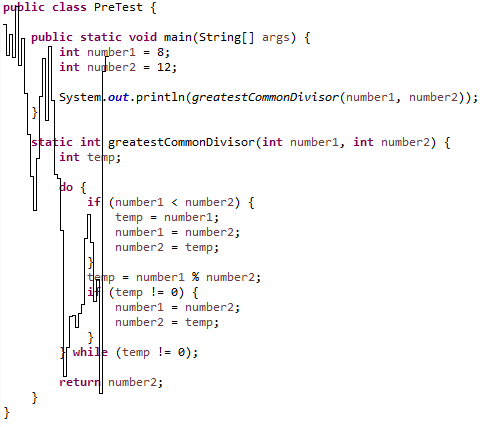 public class PreTest {
public static void main(String[] args) {
int number1 = 8;
int number2 = 12;
System.out.println(greatestCommonDivisor(number1, number2));
}
static int greatestCommonDivisor(int number1, int number2) {
int temp;
do {
if (number1 < number2) {
temp = number1;
number1 = number2;
number2 = temp;
}
temp = number1 % number2;
if (temp != 0) {
number1 = number2;
number2 = temp;
}
} while (temp != 0);
return number2;
}
}